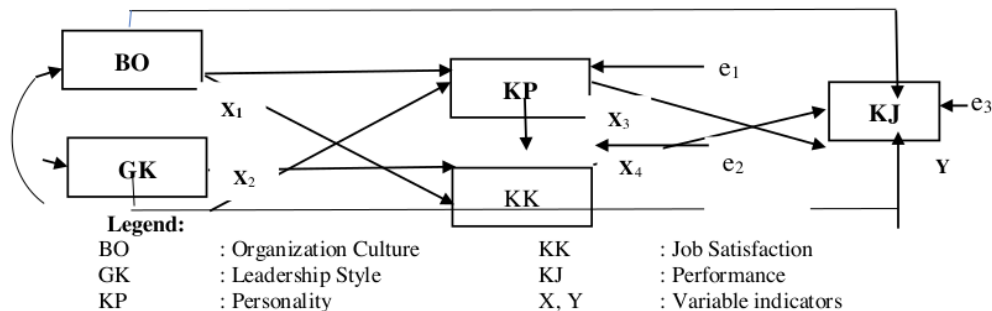 BO
KP
e1
KJ
e3
X1
X3
GK
X2
X4
e2
Y
KK
Legend:
BO : Organization Culture KK : Job Satisfaction
GK : Leadership Style KJ : Performance
KP : Personality X, Y : Variable indicators